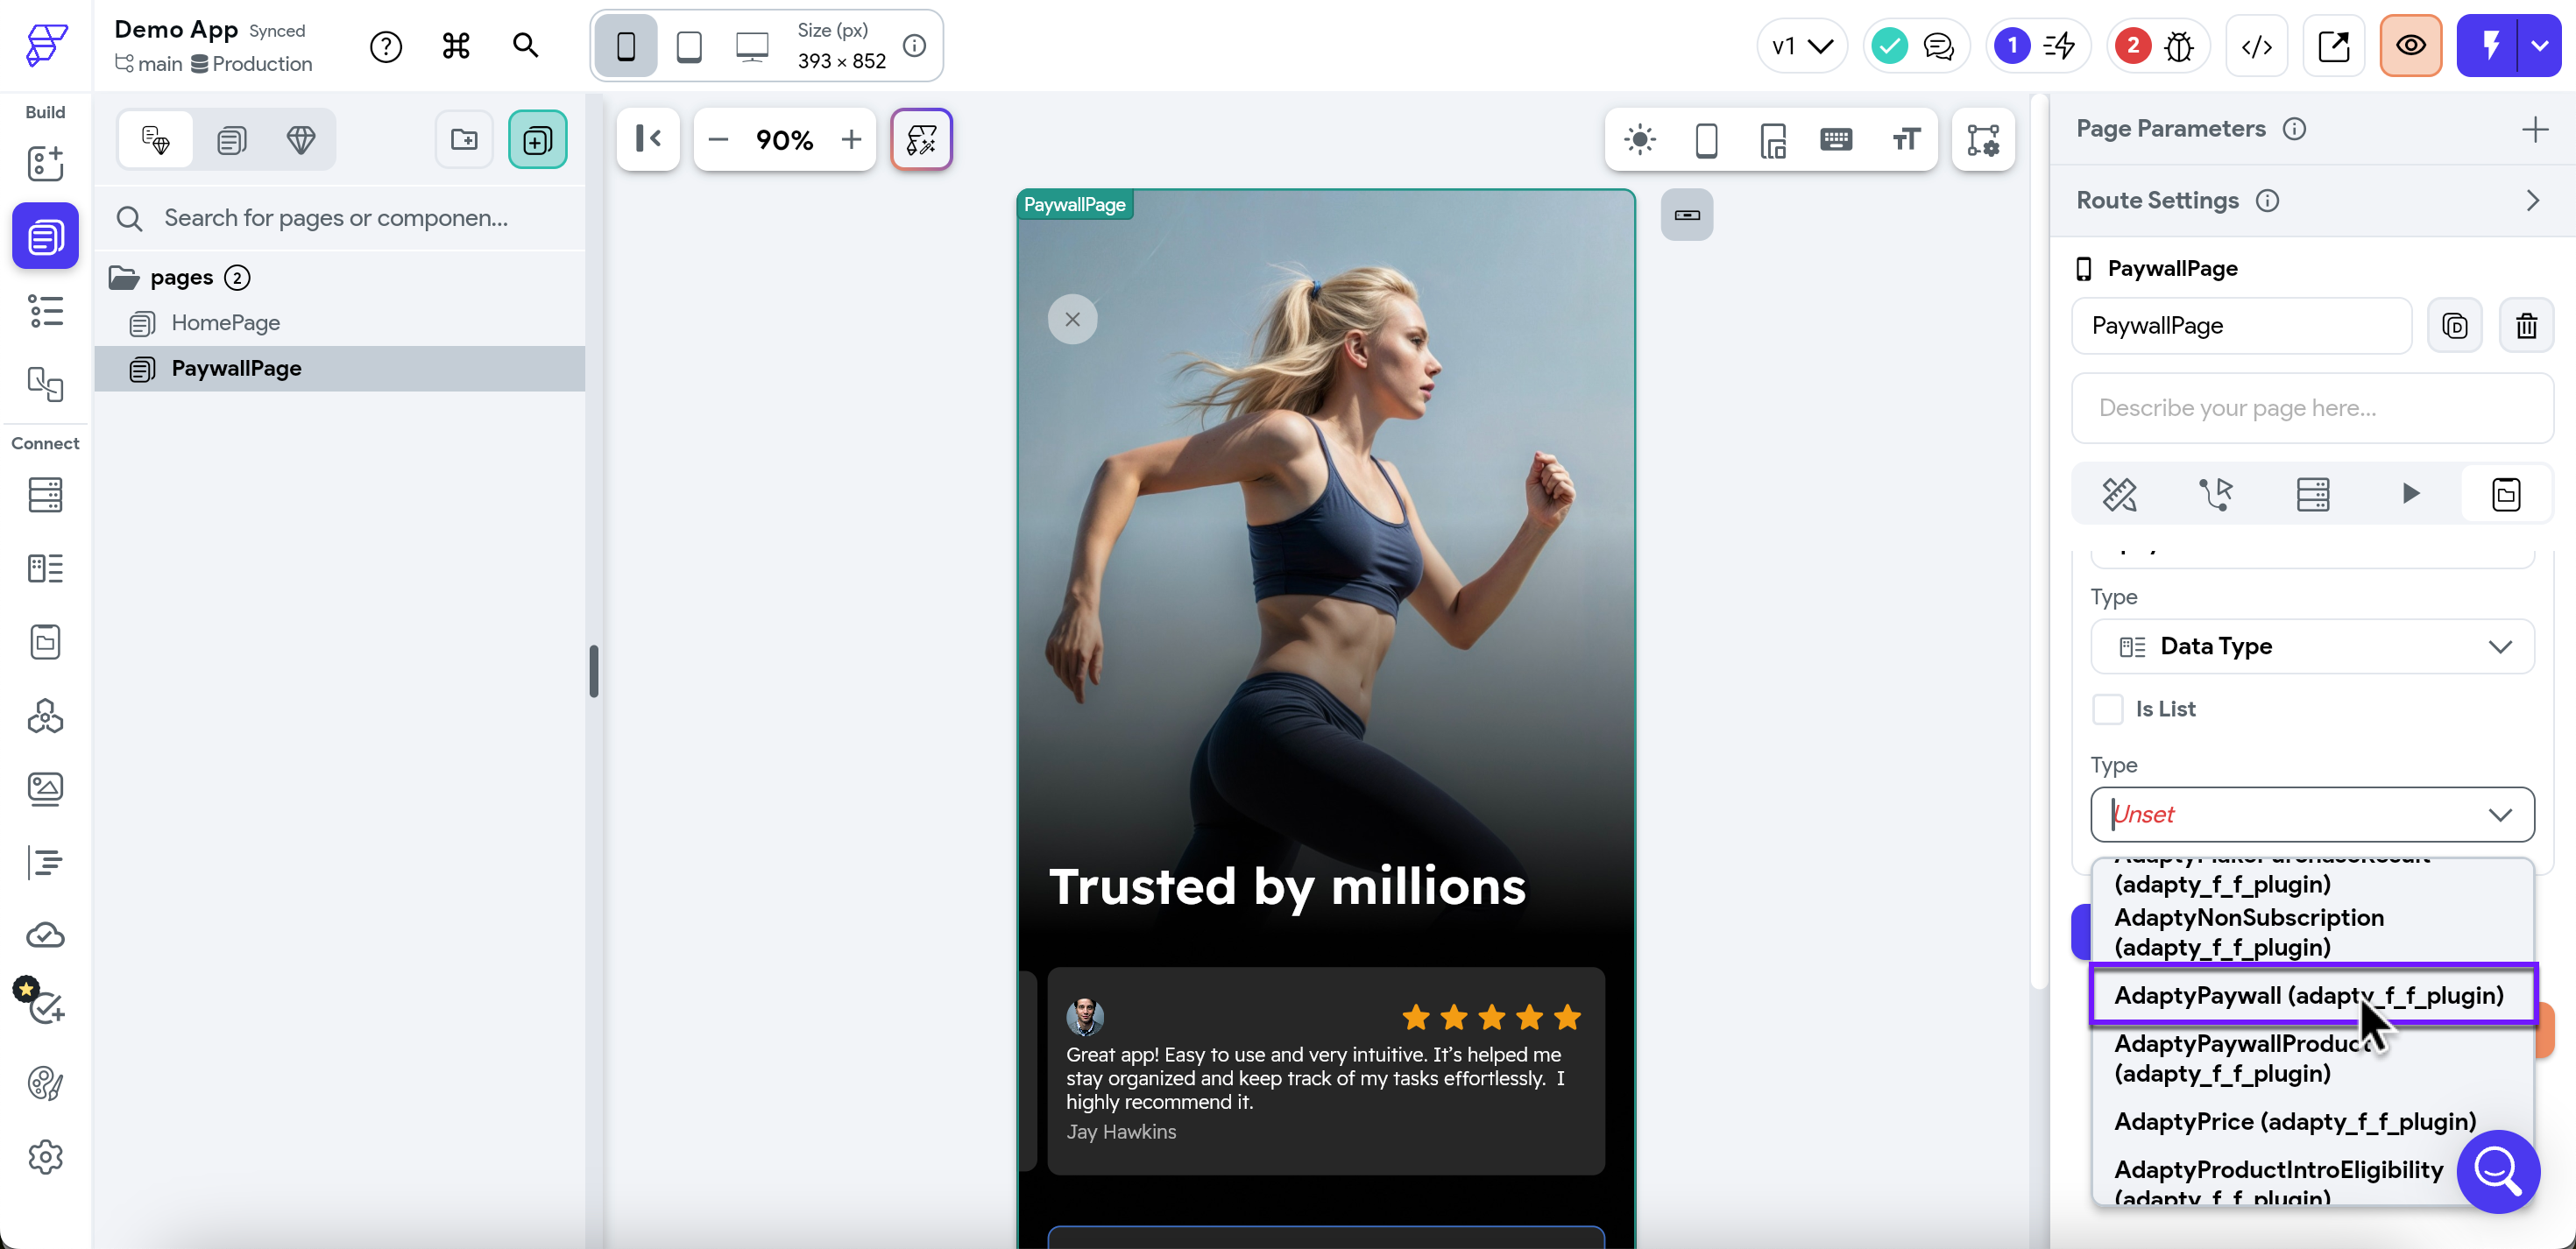 Demo App Synced
main Production
Size (px)
393 × 852
v1
1
2
Build
Connect
90%
Search for pages or componen...
pages 2
HomePage
PaywallPage
PaywallPage
Trusted by millions
Great app! Easy to use and very intuitive. It's helped me
stay organized and keep track of my tasks effortlessly. I
highly recommend it.
Jay Hawkins
Page Parameters
Route Settings
PaywallPage
PaywallPage
Describe your page here...
Type
Data Type
Is List
Type
Unset
(adapty_f_f_plugin)
AdaptyNonSubscription
(adapty_f_f_plugin)
AdaptyPaywall (adapty_f_f_plugin)
AdaptyPaywallProduct
(adapty_f_f_plugin)
AdaptyPrice (adapty_f_f_plugin)
AdaptyProductIntroEligibility
(adapty_f_f_plugin)